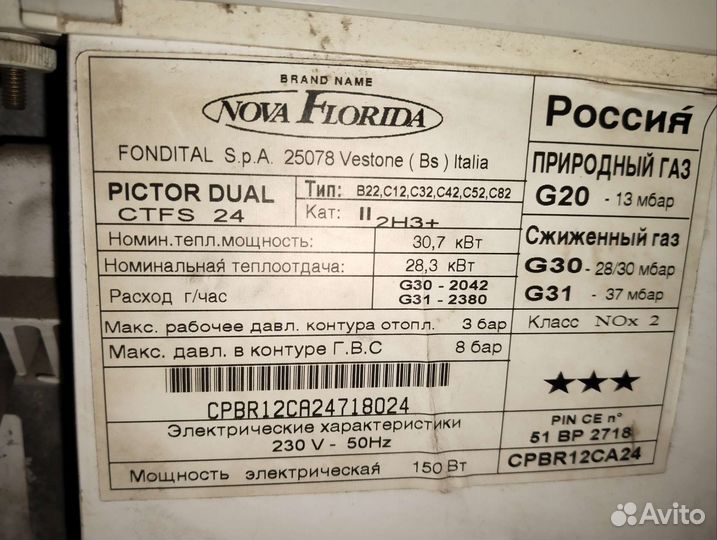 BRAND NAME
NOVA FLORIDA
FONDITAL S.p.A. 25078 Vestone ( Bs ) Italia
PICTOR DUAL
CTFS 24
Тип: B22,C12,C32,C42,C52,C82
Кат: II2H3+
Номин.тепл.мощность: 30,7 кВт
Номинальная теплоотдача: 28,3 кВт
Расход г/час G30 - 2042
G31 - 2380
Макс. рабочее давл. контура отопл. 3 бар
Макс. давл. в контуре Г.В.С 8 бар
CPBR12CA24718024
Электрические характеристики
230 V - 50Hz
Мощность электрическая 150 Вт
Россия
ПРИРОДНЫЙ ГАЗ
G20 - 13 мбар
Сжиженный газ
G30 - 28/30 мбар
G31 - 37 мбар
Класс NOx 2
★★★
PIN CE n°
51 BP 2718
CPBR12CA24
Avito